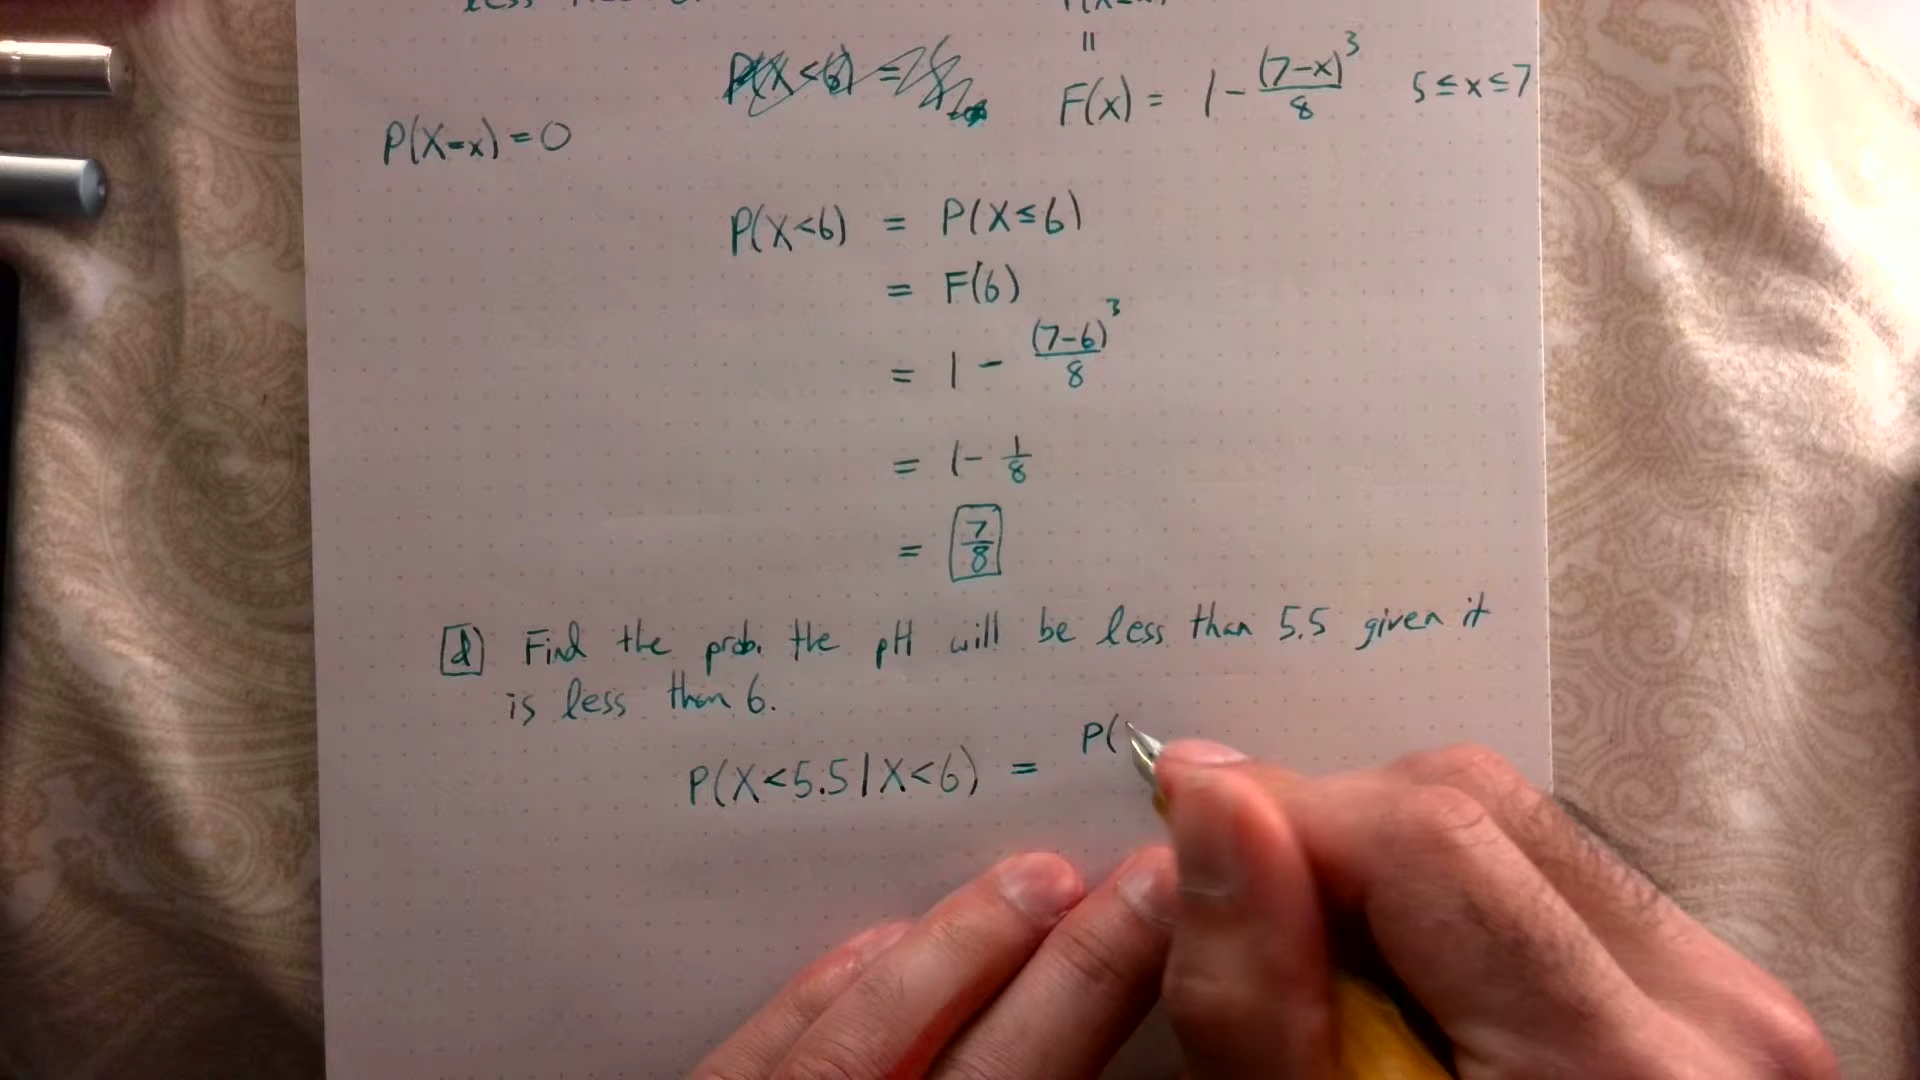 P(X<6) =
||
F(x) = 1 - (7-x)^3/8 5≤x≤7
P(X=x) = 0
P(X<6) = P(X≤6)
= F(6)
= 1 - (7-6)^3/8
= 1 - 1/8
= 7/8
d) Find the prob. the pH will be less than 5.5 given it
is less than 6.
P(X<5.5|X<6) = P(